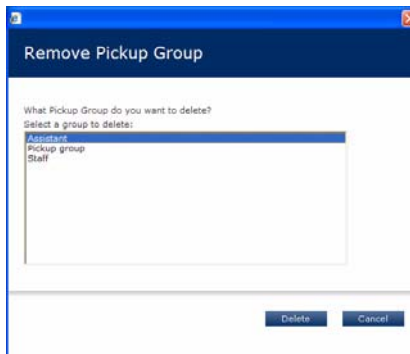 Remove Pickup Group
What Pickup Group do you want to delete?
Select a group to delete:
Assistant
Pickup group
Staff
Delete
Cancel